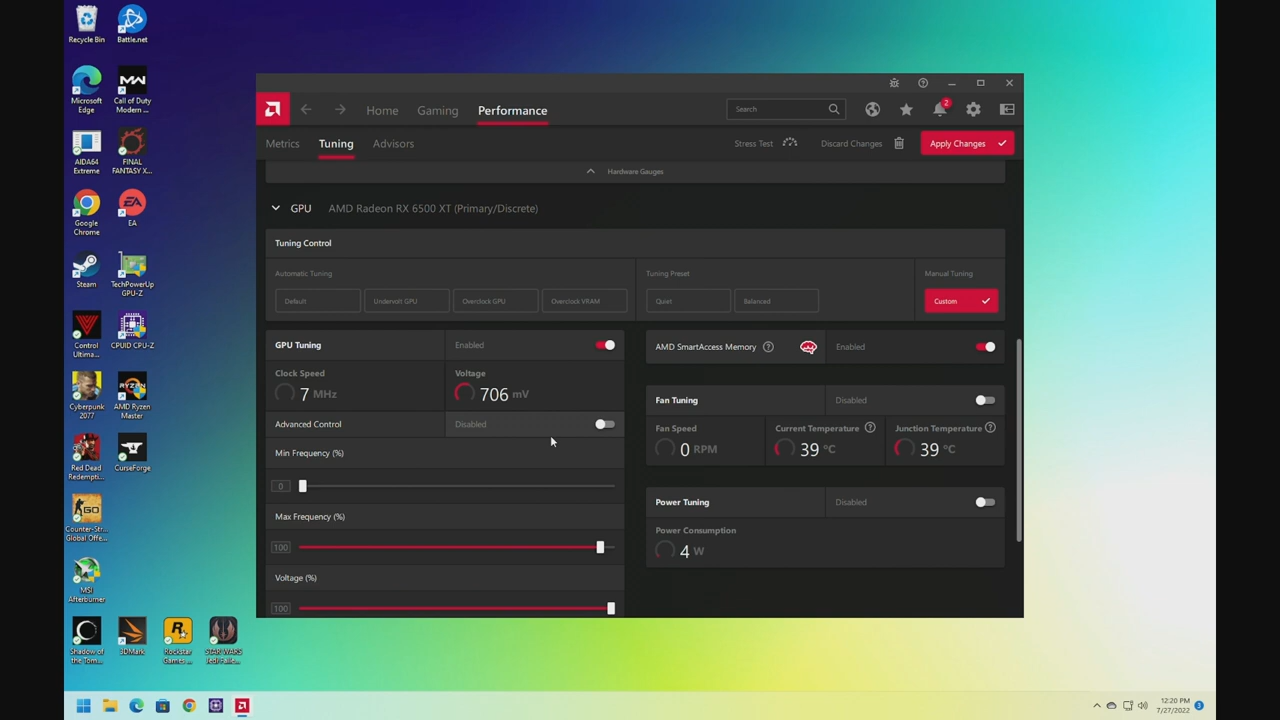 Recycle Bin
Battle.net
Microsoft
Edge
Call of Duty
Modern ...
AIDA64
Extreme
FINAL
FANTASY X...
Google
Chrome
EA
Steam
TechPowerUp
GPU-Z
Control
Ultima...
CPUID CPU-Z
Cyberpunk
2077
AMD Ryzen
Master
Red Dead
Redempti...
CurseForge
Counter-Str...
Global Offe...
MSI
Afterburner
Shadow of
the Tom...
3DMark
Rockstar
Games ...
STAR WARS
Jedi Falle...
Home
Gaming
Performance
Search
2
Metrics
Tuning
Advisors
Stress Test
Discard Changes
Apply Changes
Hardware Gauges
GPU
AMD Radeon RX 6500 XT (Primary/Discrete)
Tuning Control
Automatic Tuning
Default
Undervolt GPU
Overclock GPU
Overclock VRAM
Tuning Preset
Quiet
Balanced
Manual Tuning
Custom
GPU Tuning
Enabled
Clock Speed
7 MHz
Voltage
706 mV
Advanced Control
Disabled
Min Frequency (%)
0
Max Frequency (%)
100
Voltage (%)
100
AMD SmartAccess Memory
Enabled
Fan Tuning
Disabled
Fan Speed
0 RPM
Current Temperature
39 °C
Junction Temperature
39 °C
Power Tuning
Disabled
Power Consumption
4 W
12:20 PM
7/27/2022
3